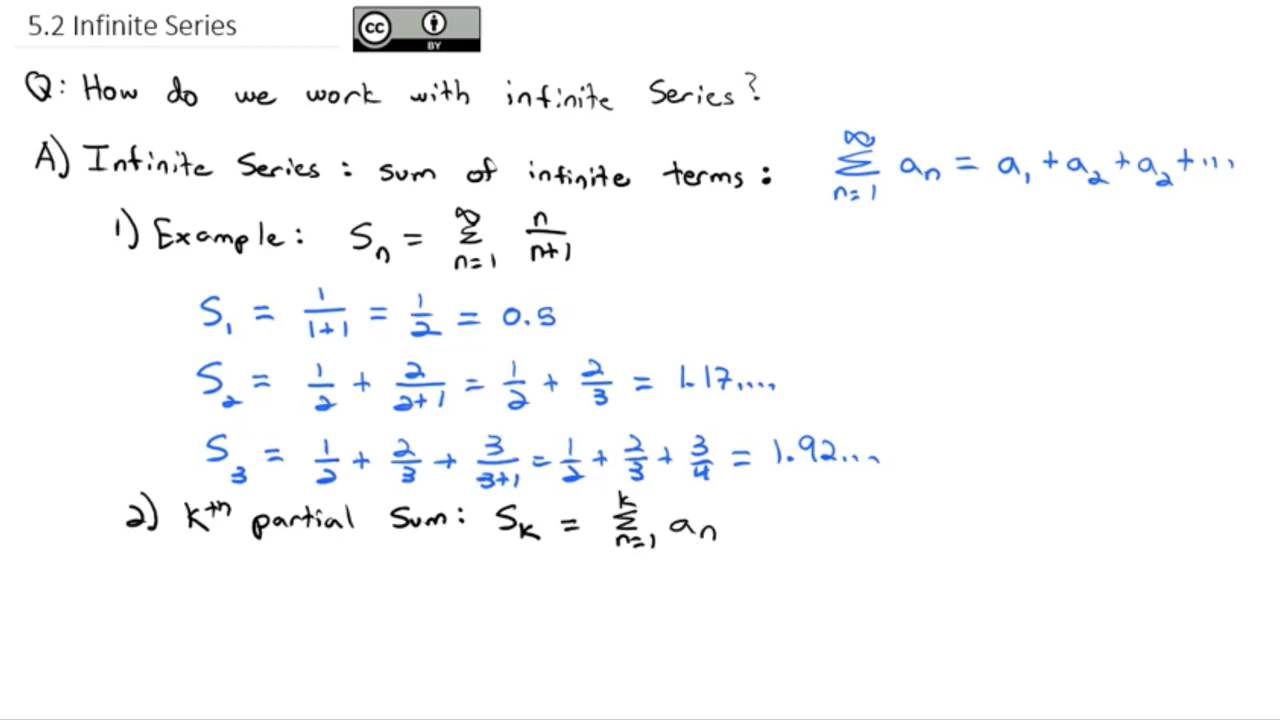 5.2 Infinite Series
cc BY
Q: How do we work with infinite Series?
A) Infinite Series: sum of infinite terms: ∑_{n=1}^{∞} a_n = a_1 + a_2 + a_2 + ...
1) Example: S_n = ∑_{n=1}^{∞} n/(n+1)
S_1 = 1/(1+1) = 1/2 = 0.5
S_2 = 1/2 + 2/(2+1) = 1/2 + 2/3 = 1.17....
S_3 = 1/2 + 2/3 + 3/(3+1) = 1/2 + 2/3 + 3/4 = 1.92...
2) k^th partial sum: S_k = ∑_{n=1}^{k} a_n